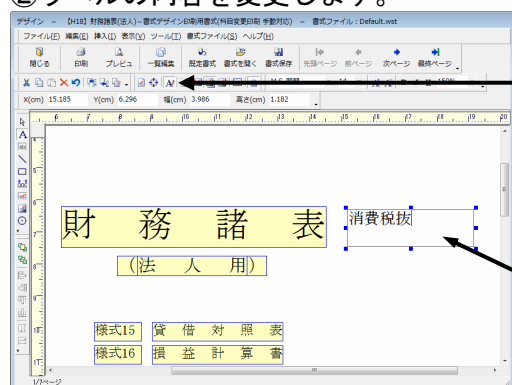 ② ラベルの内容を変更します。
デザイン － [H18] 財務諸表(法人)－書式デザイン印刷用書式(科目変更印刷 手動対応) － 書式ファイル：Default.wst
ファイル(F) 編集(E) 挿入(I) 表示(V) ツール(T) 書式ファイル(S) ヘルプ(H)
閉じる 印刷 プレビュ 一覧編集 既定書式 書式を開く 書式保存 先頭ページ 前ページ 次ページ 最終ページ
X(cm) 15.185 Y(cm) 6.296 幅(cm) 3.986 高さ(cm) 1.182
財 務 諸 表
消費税抜
(法 人 用)
様式15 貸 借 対 照 表
様式16 損 益 計 算 書
1/7ページ